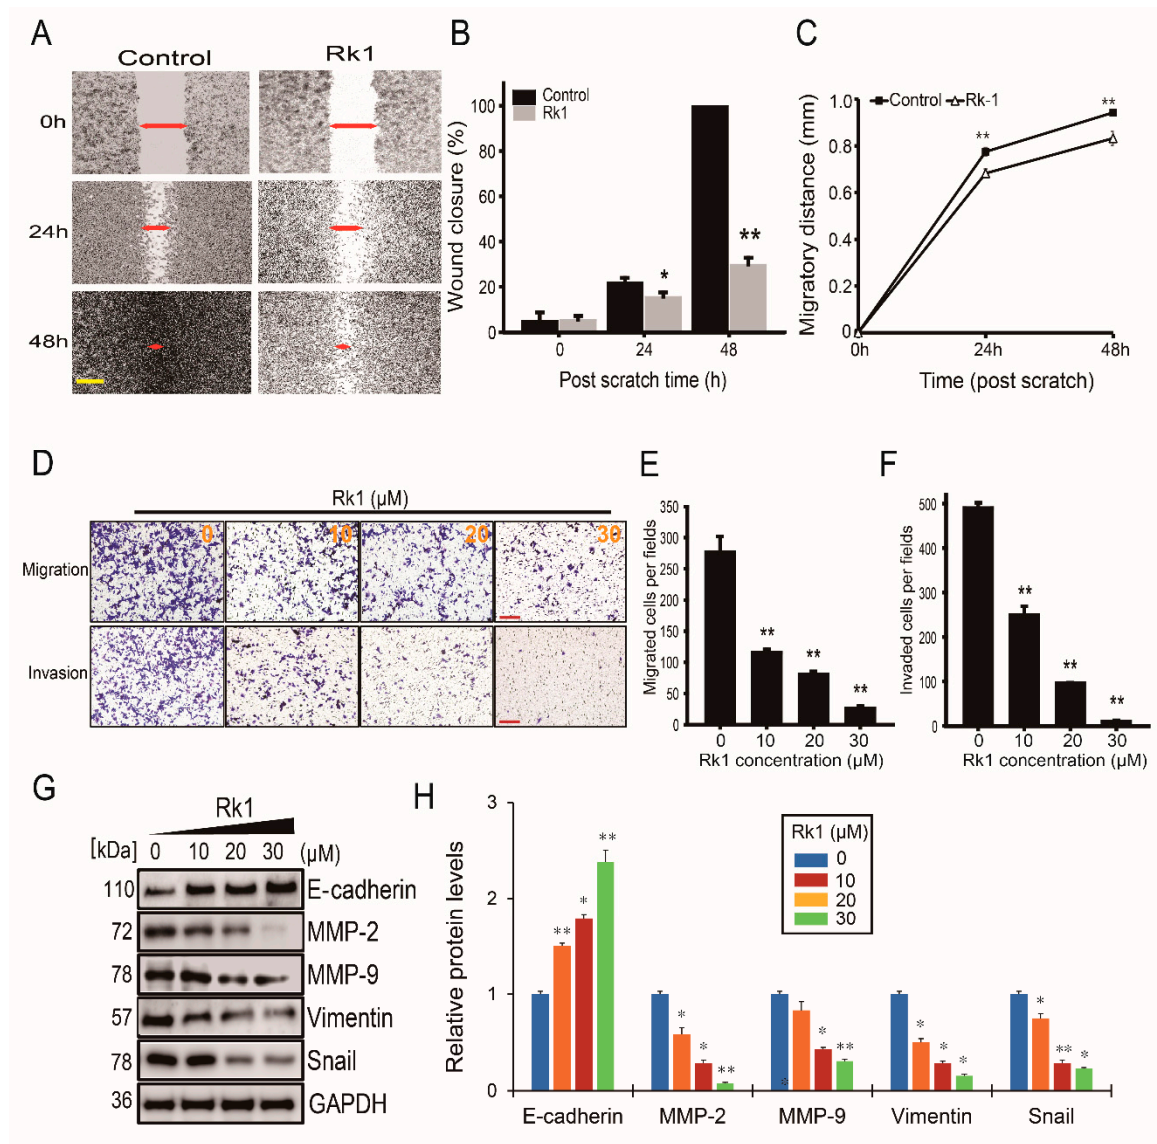 A
Control
Rk1
0h
24h
48h
B
Wound closure (%)
100
80
60
40
20
0
Control
Rk1
*
**
0 24 48
Post scratch time (h)
C
Migratory distance (mm)
1.0
0.8
0.6
0.4
0.2
0
Control Rk-1
**
**
0h 24h 48h
Time (post scratch)
D
Rk1 (µM)
0 10 20 30
Migration
Invasion
E
Migrated cells per fields
350
300
250
200
150
100
50
0
**
**
**
0 10 20 30
Rk1 concentration (µM)
F
Invaded cells per fields
500
400
300
200
100
0
**
**
**
0 10 20 30
Rk1 concentration (µM)
G
Rk1
[kDa] 0 10 20 30 (µM)
110 E-cadherin
72 MMP-2
78 MMP-9
57 Vimentin
78 Snail
36 GAPDH
H
Relative protein levels
3
2
1
0
Rk1 (µM)
0
10
20
30
** * **
* * **
* **
* * *
* ** *
E-cadherin MMP-2 MMP-9 Vimentin Snail